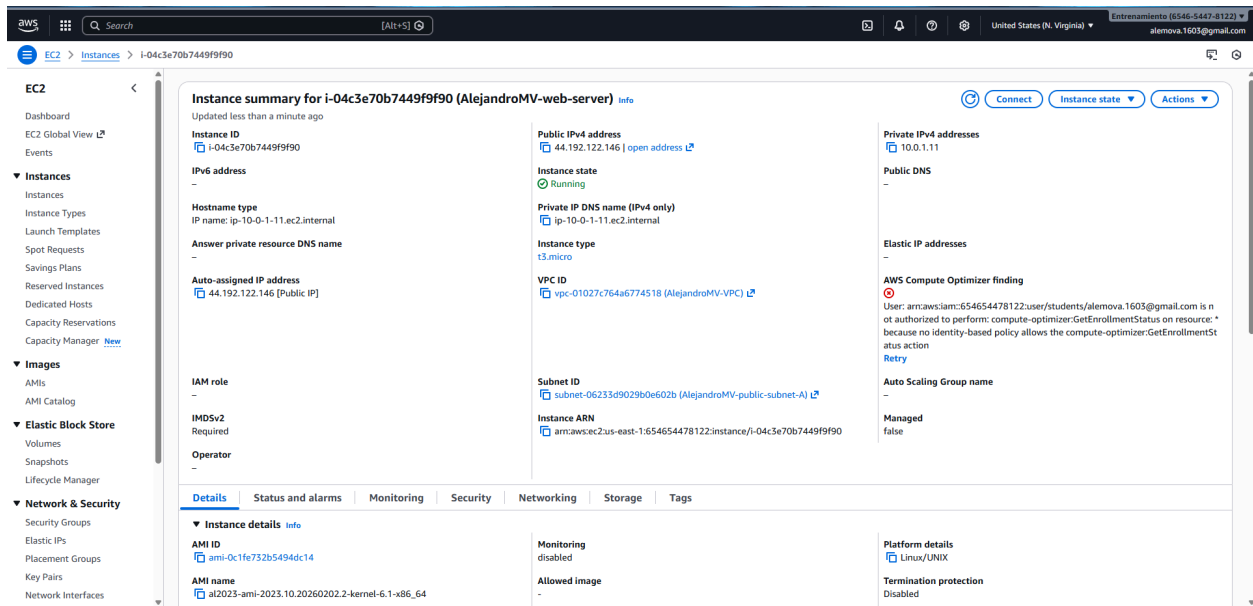 aws
Search
[Alt+S]
United States (N. Virginia)
Entrenamiento (6546-5447-8122)
alemova.1603@gmail.com
EC2 > Instances > i-04c3e70b7449f9f90
EC2
Dashboard
EC2 Global View
Events
Instances
Instances
Instance Types
Launch Templates
Spot Requests
Savings Plans
Reserved Instances
Dedicated Hosts
Capacity Reservations
Capacity Manager New
Images
AMIs
AMI Catalog
Elastic Block Store
Volumes
Snapshots
Lifecycle Manager
Network & Security
Security Groups
Elastic IPs
Placement Groups
Key Pairs
Network Interfaces
Instance summary for i-04c3e70b7449f9f90 (AlejandroMV-web-server) Info
Updated less than a minute ago
Connect
Instance state
Actions
Instance ID
i-04c3e70b7449f9f90
Public IPv4 address
44.192.122.146 | open address
Private IPv4 addresses
10.0.1.11
IPv6 address
–
Instance state
Running
Public DNS
–
Hostname type
IP name: ip-10-0-1-11.ec2.internal
Private IP DNS name (IPv4 only)
ip-10-0-1-11.ec2.internal
Answer private resource DNS name
–
Instance type
t3.micro
Elastic IP addresses
–
Auto-assigned IP address
44.192.122.146 [Public IP]
VPC ID
vpc-01027c764a6774518 (AlejandroMV-VPC)
AWS Compute Optimizer finding
User: arn:aws:iam::654654478122:user/students/alemova.1603@gmail.com is n
ot authorized to perform: compute-optimizer:GetEnrollmentStatus on resource: *
because no identity-based policy allows the compute-optimizer:GetEnrollmentSt
atus action
Retry
IAM role
–
Subnet ID
subnet-06233d9029b0e602b (AlejandroMV-public-subnet-A)
Auto Scaling Group name
–
IMDSv2
Required
Instance ARN
arn:aws:ec2:us-east-1:654654478122:instance/i-04c3e70b7449f9f90
Managed
false
Operator
–
Details
Status and alarms
Monitoring
Security
Networking
Storage
Tags
Instance details Info
AMI ID
ami-0c1fe732b5494dc14
Monitoring
disabled
Platform details
Linux/UNIX
AMI name
al2023-ami-2023.10.20260202.2-kernel-6.1-x86_64
Allowed image
-
Termination protection
Disabled